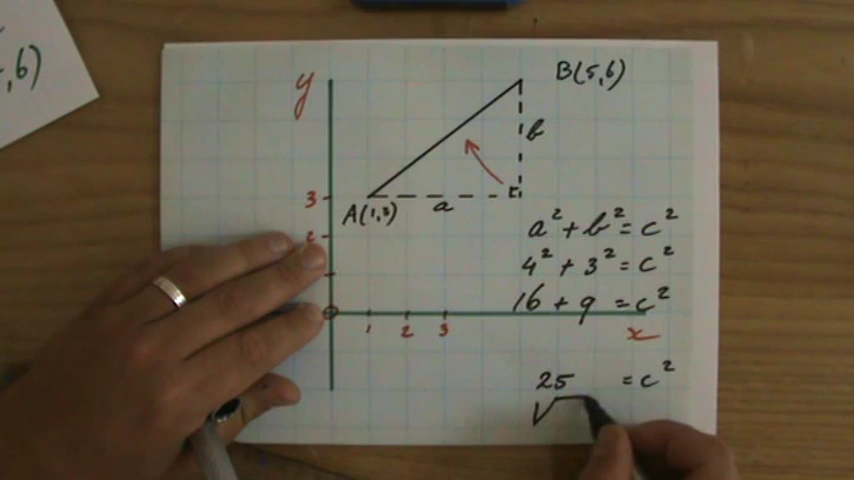 ,6)
y
B(5,6)
b
3
A(1,3)
a
2
a² + b² = c²
4² + 3² = c²
16 + 9 = c²
0
1 2 3
x
25 = c²
√